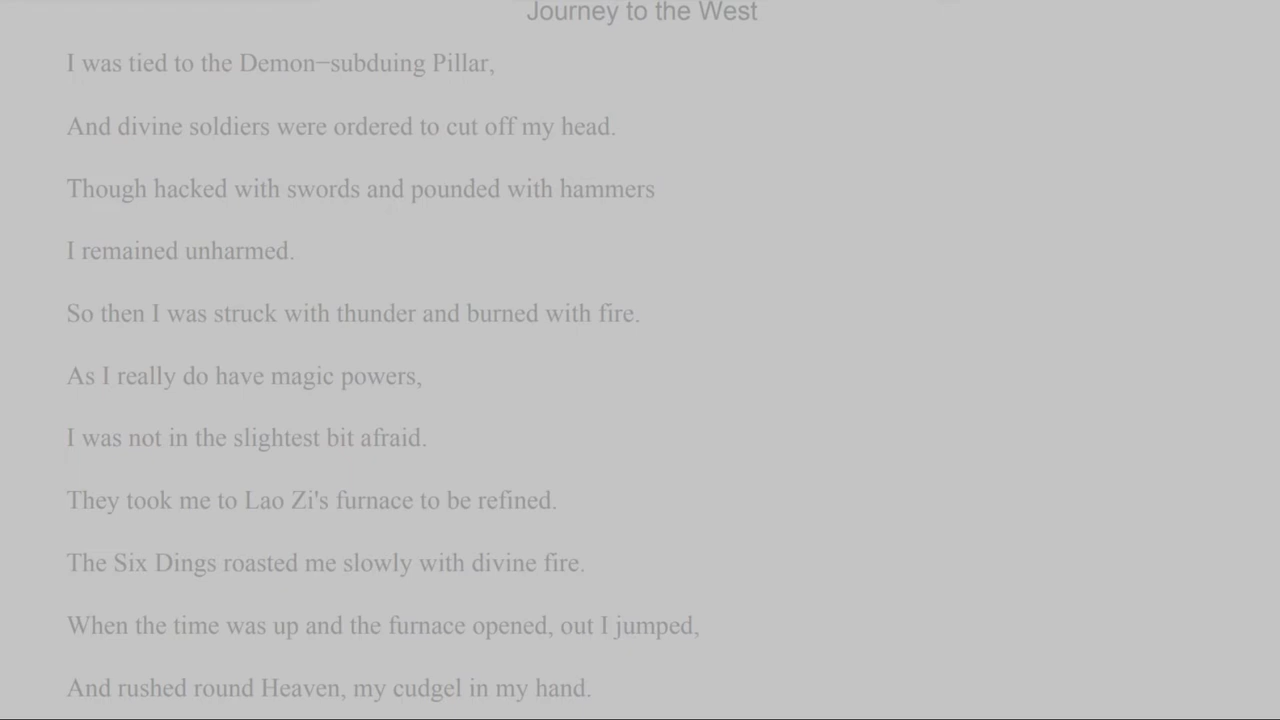 Journey to the West
I was tied to the Demon−subduing Pillar,
And divine soldiers were ordered to cut off my head.
Though hacked with swords and pounded with hammers
I remained unharmed.
So then I was struck with thunder and burned with fire.
As I really do have magic powers,
I was not in the slightest bit afraid.
They took me to Lao Zi's furnace to be refined.
The Six Dings roasted me slowly with divine fire.
When the time was up and the furnace opened, out I jumped,
And rushed round Heaven, my cudgel in my hand.